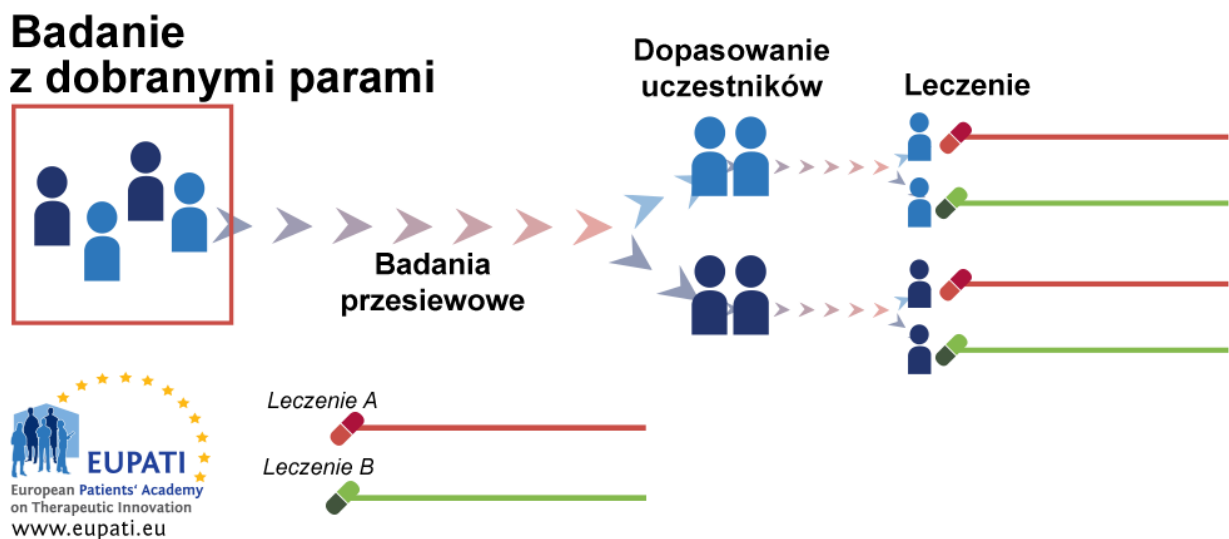 Badanie
z dobranymi parami
Dopasowanie
uczestników
Leczenie
Badania
przesiewowe
Leczenie A
Leczenie B
EUPATI
European Patients' Academy
on Therapeutic Innovation
www.eupati.eu